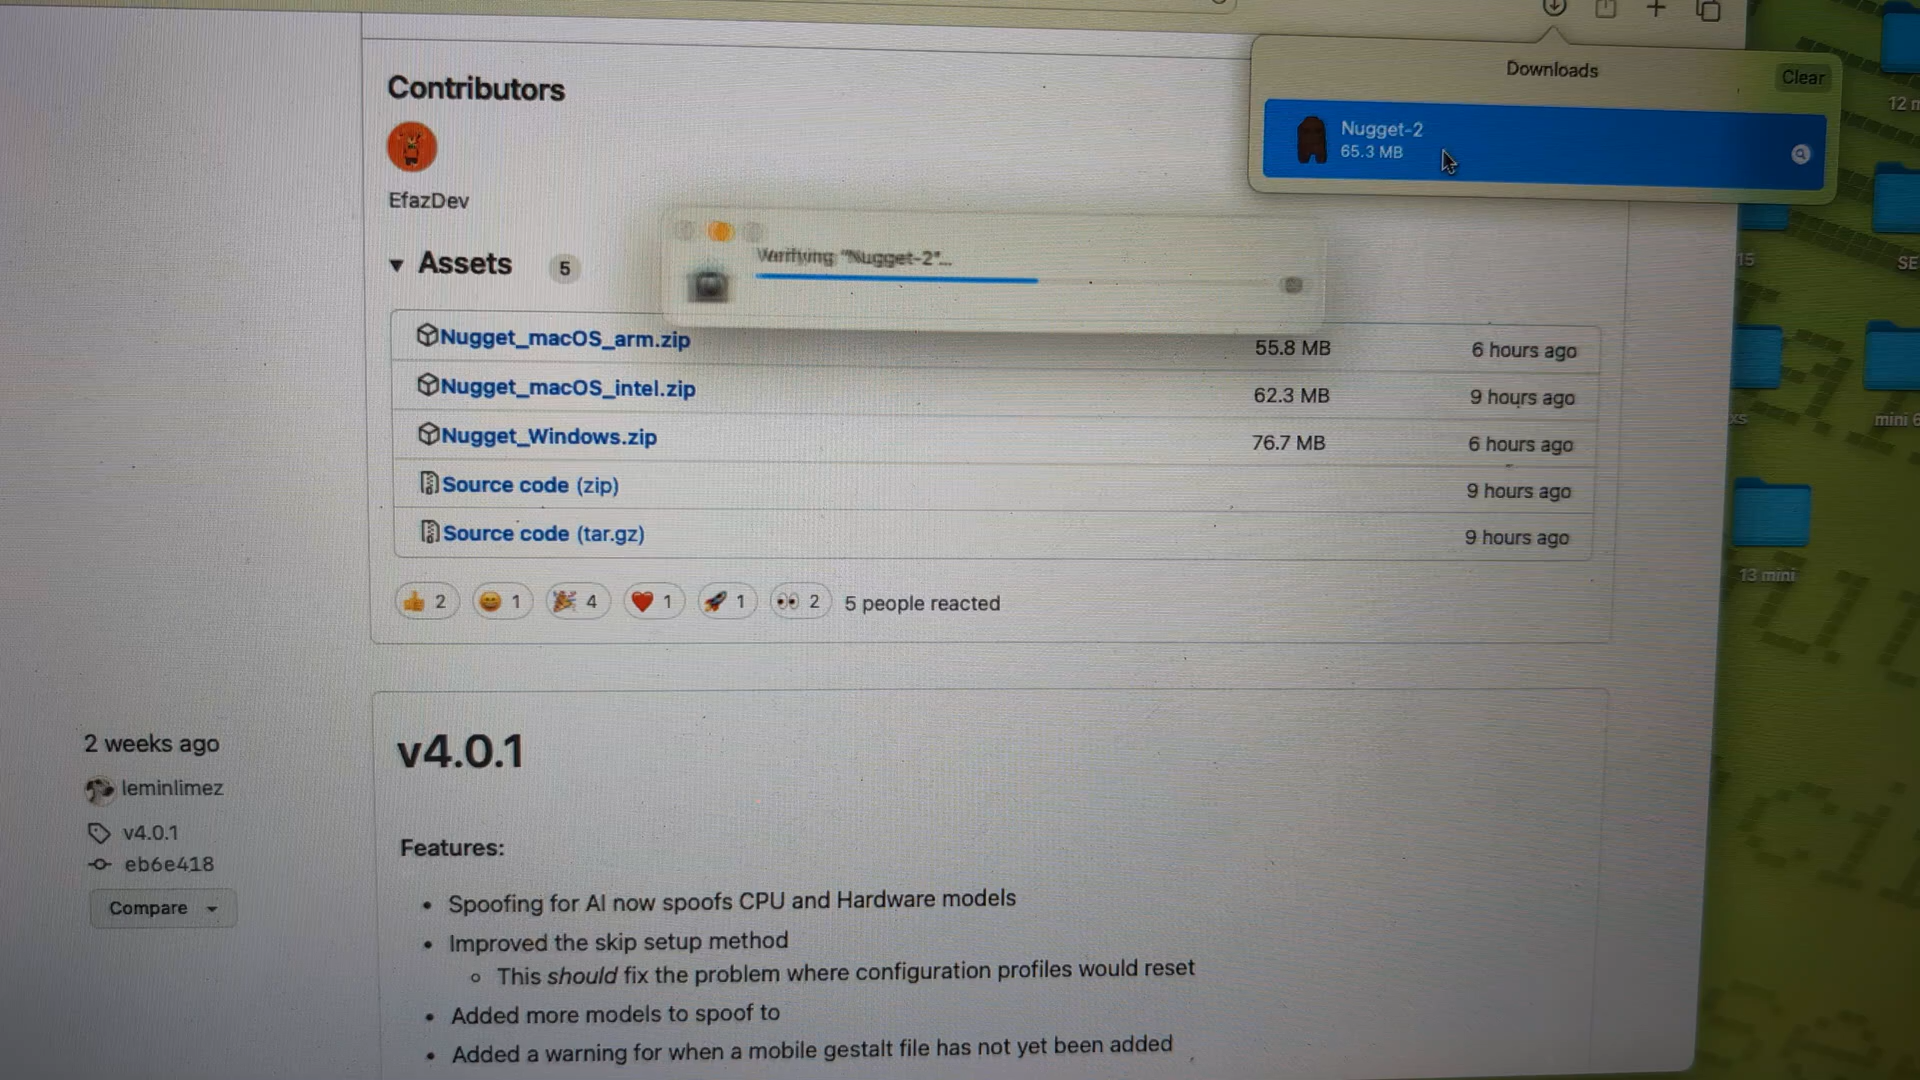 Downloads
Clear
Nugget-2
65.3 MB
Contributors
EfazDev
Assets 5
Verifying "Nugget-2"...
Nugget_macOS_arm.zip 55.8 MB 6 hours ago
Nugget_macOS_intel.zip 62.3 MB 9 hours ago
Nugget_Windows.zip 76.7 MB 6 hours ago
Source code (zip) 9 hours ago
Source code (tar.gz) 9 hours ago
2 1 4 1 1 2 5 people reacted
2 weeks ago
leminlimez
v4.0.1
eb6e418
Compare
v4.0.1
Features:
Spoofing for AI now spoofs CPU and Hardware models
Improved the skip setup method
This should fix the problem where configuration profiles would reset
Added more models to spoof to
Added a warning for when a mobile gestalt file has not yet been added
12 m
15
SE
xs
mini 6
13 mini